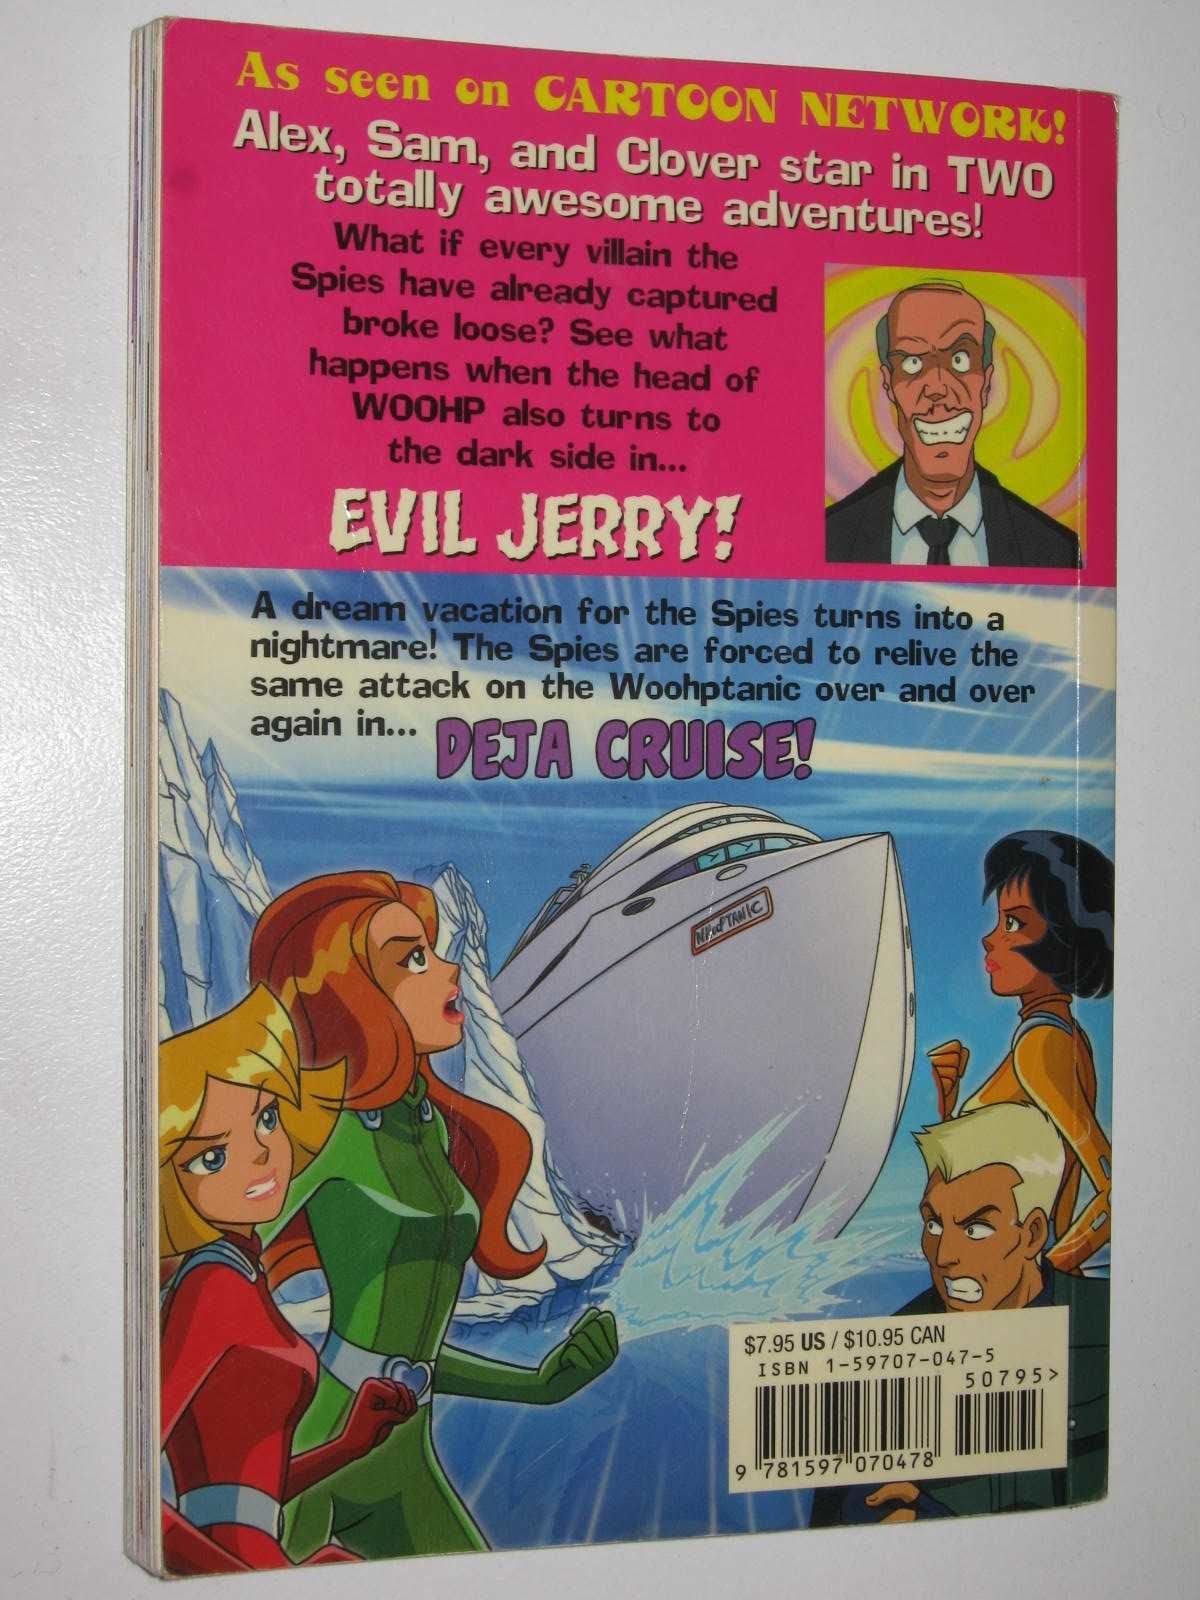 As seen on CARTOON NETWORK!
Alex, Sam, and Clover star in TWO
totally awesome adventures!
What if every villain the
Spies have already captured
broke loose? See what
happens when the head of
WOOHP also turns to
the dark side in...
EVIL JERRY!
A dream vacation for the Spies turns into a
nightmare! The Spies are forced to relive the
same attack on the Woohptanic over and over
again in...
DEJA CRUISE!
$7.95 US / $10.95 CAN
ISBN 1-59707-047-5
50795>
9 781597 070478